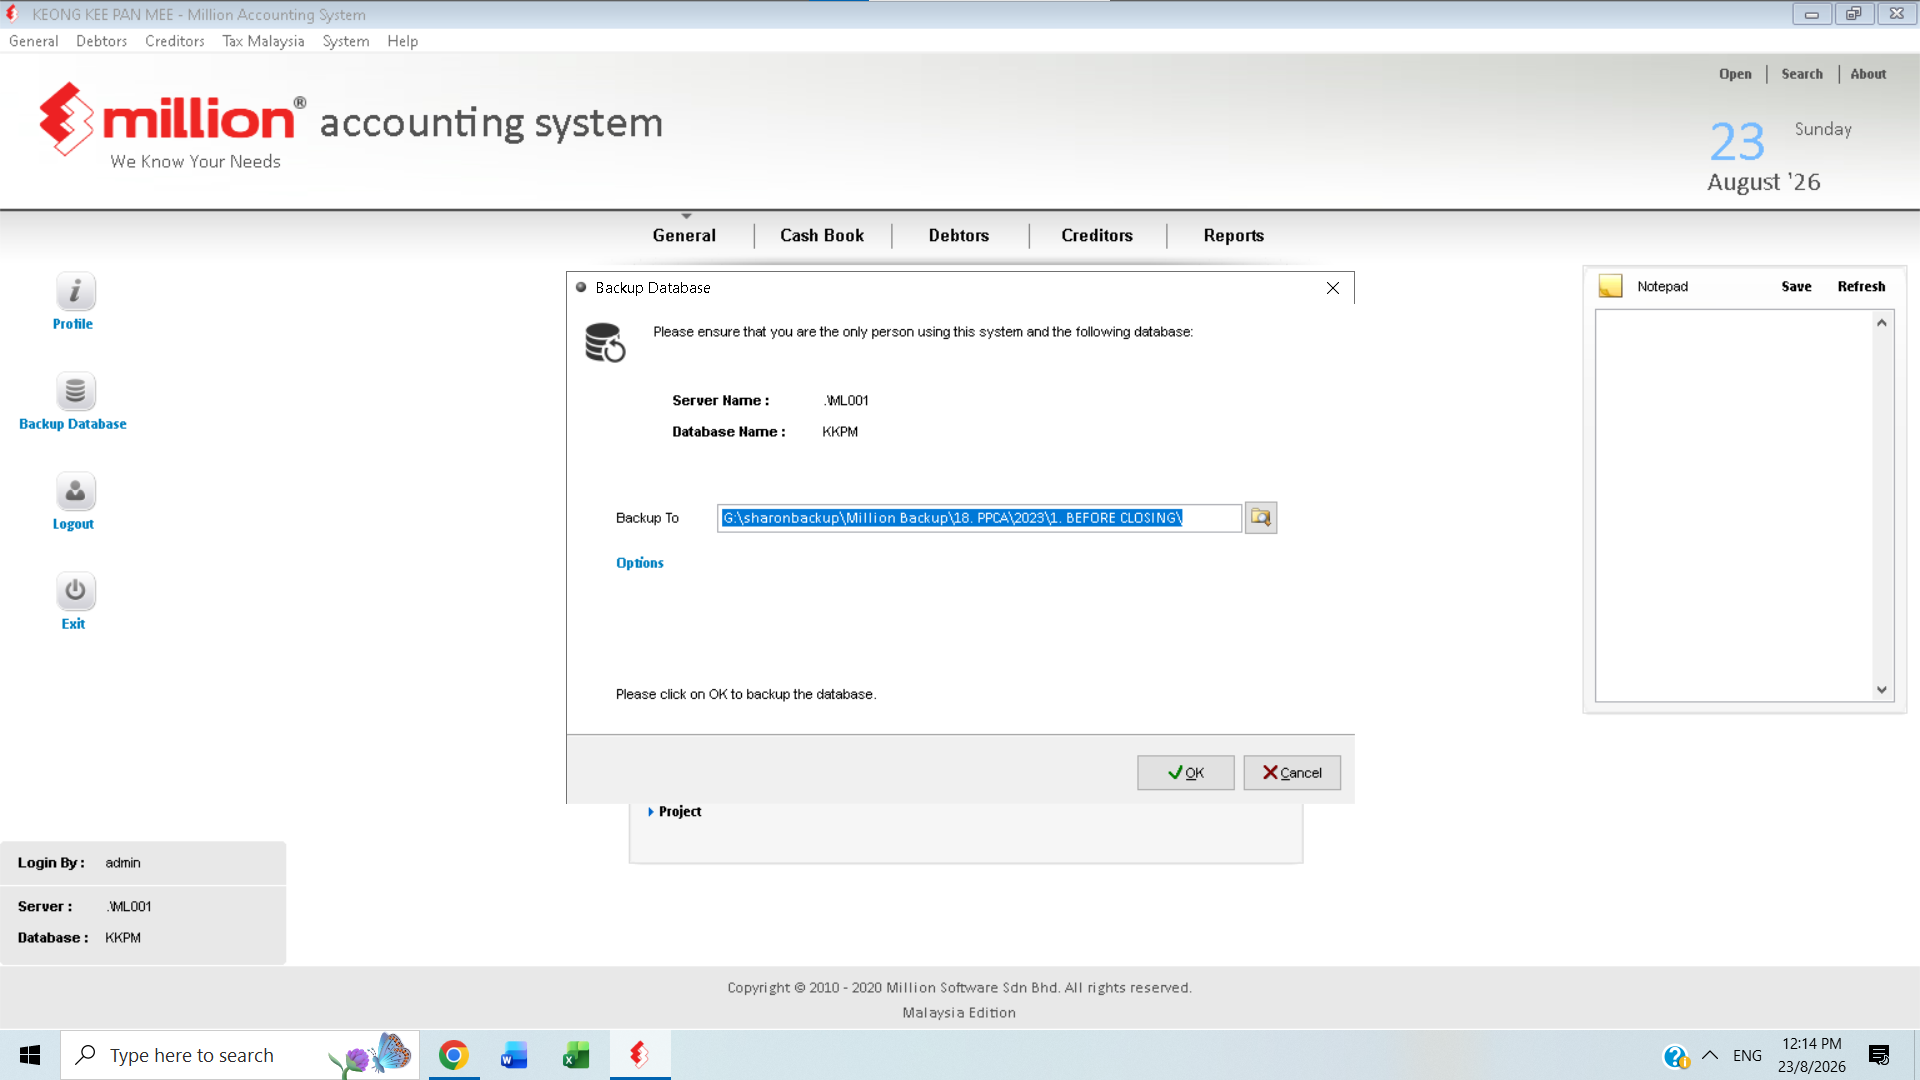 KEONG KEE PAN MEE - Million Accounting System
General Debtors Creditors Tax Malaysia System Help
Open Search About
million® accounting system
We Know Your Needs
23 Sunday
August '26
General Cash Book Debtors Creditors Reports
Profile
Backup Database
Logout
Exit
Backup Database
Please ensure that you are the only person using this system and the following database:
Server Name : .\ML001
Database Name : KKPM
Backup To G:\sharonbackup\Million Backup\18. PPCA\2023\1. BEFORE CLOSING\
Options
Please click on OK to backup the database.
OK Cancel
Project
Notepad Save Refresh
Login By : admin
Server : .\ML001
Database : KKPM
Copyright © 2010 - 2020 Million Software Sdn Bhd. All rights reserved.
Malaysia Edition
Type here to search
ENG
12:14 PM
23/8/2026